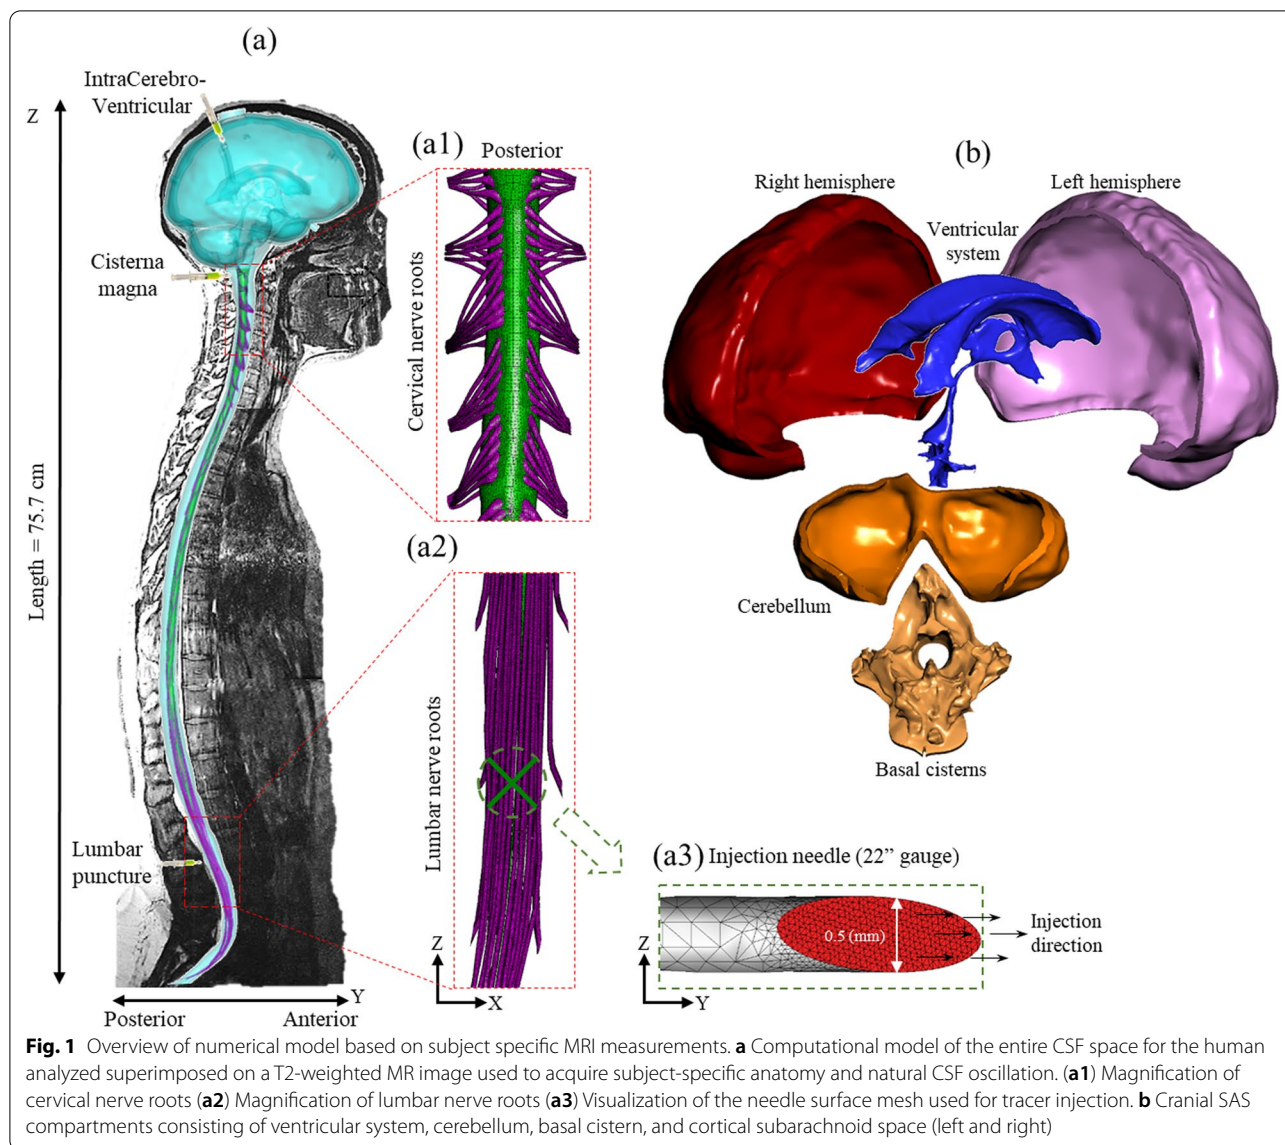 (a)
IntraCerebro-
Ventricular
Z
Cisterna
magna
Length = 75.7 cm
Lumbar
puncture
Y
Posterior
Anterior
(a1)
Posterior
Cervical nerve roots
(a2)
Lumbar nerve roots
Z
X
(b)
Right hemisphere
Left hemisphere
Ventricular
system
Cerebellum
Basal cisterns
(a3) Injection needle (22” gauge)
0.5 (mm)
Injection
direction
Z
Y
Fig. 1 Overview of numerical model based on subject specific MRI measurements. a Computational model of the entire CSF space for the human
analyzed superimposed on a T2-weighted MR image used to acquire subject-specific anatomy and natural CSF oscillation. (a1) Magnification of
cervical nerve roots (a2) Magnification of lumbar nerve roots (a3) Visualization of the needle surface mesh used for tracer injection. b Cranial SAS
compartments consisting of ventricular system, cerebellum, basal cistern, and cortical subarachnoid space (left and right)